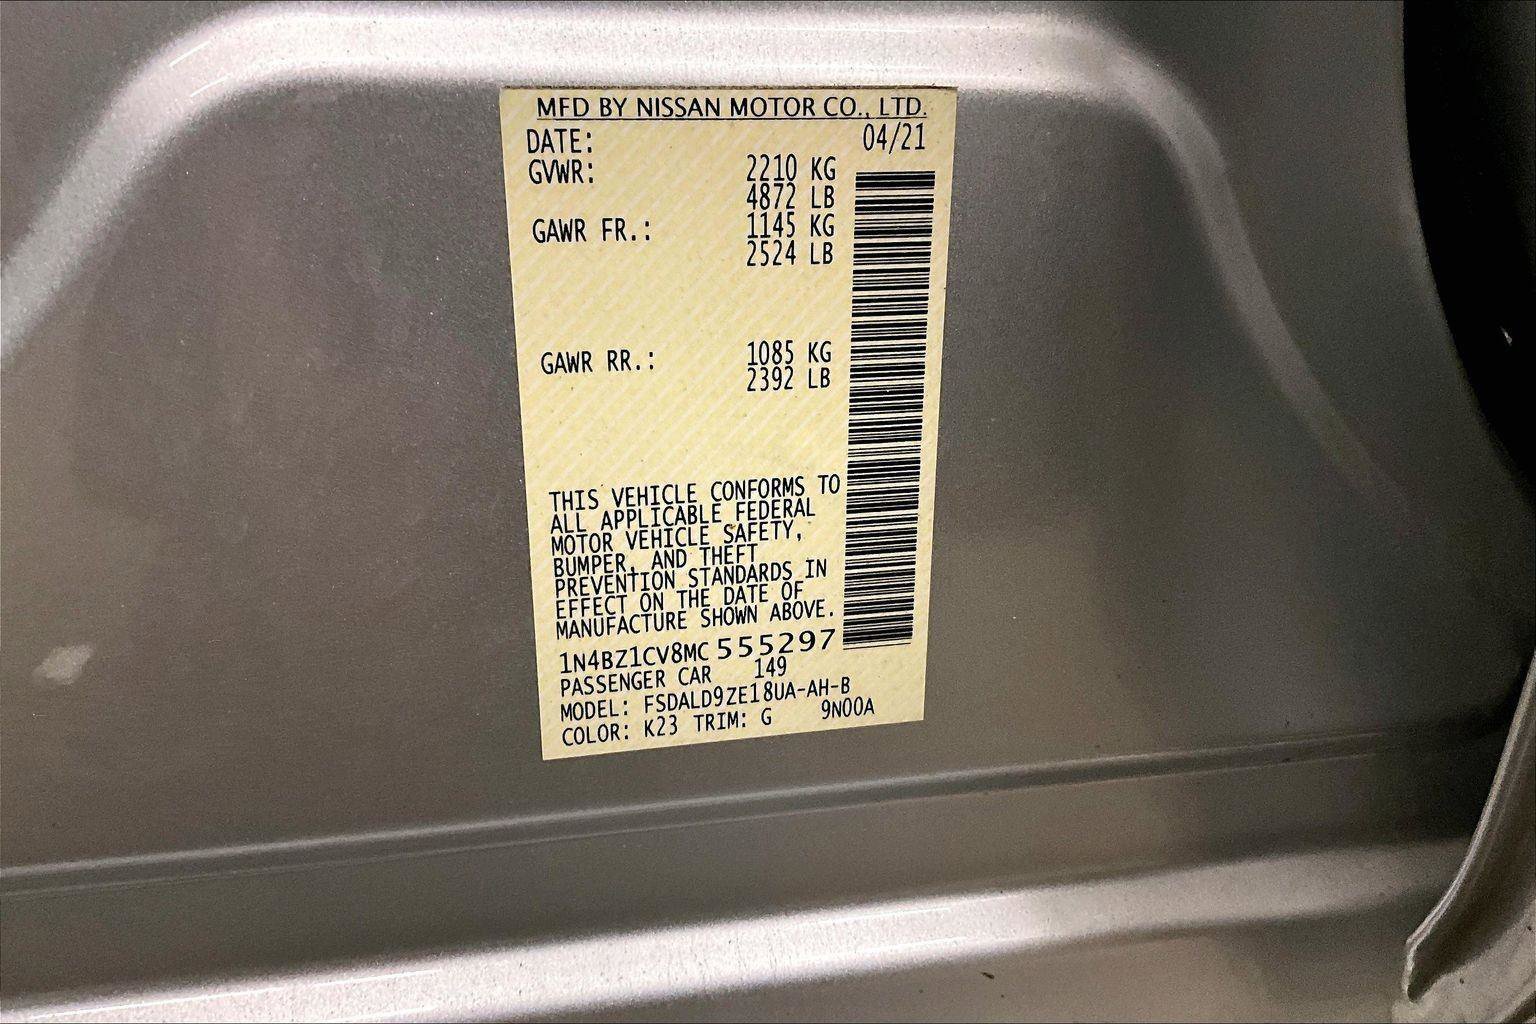 MFD BY NISSAN MOTOR CO., LTD.
DATE: 04/21
GVWR: 2210 KG
4872 LB
GAWR FR.: 1145 KG
2524 LB
GAWR RR.: 1085 KG
2392 LB
THIS VEHICLE CONFORMS TO
ALL APPLICABLE FEDERAL
MOTOR VEHICLE SAFETY,
BUMPER, AND THEFT
PREVENTION STANDARDS IN
EFFECT ON THE DATE OF
MANUFACTURE SHOWN ABOVE.
1N4BZ1CV8MC 555297
PASSENGER CAR 149
MODEL: FSDALD9ZE18UA-AH-B
COLOR: K23 TRIM: G 9N00A